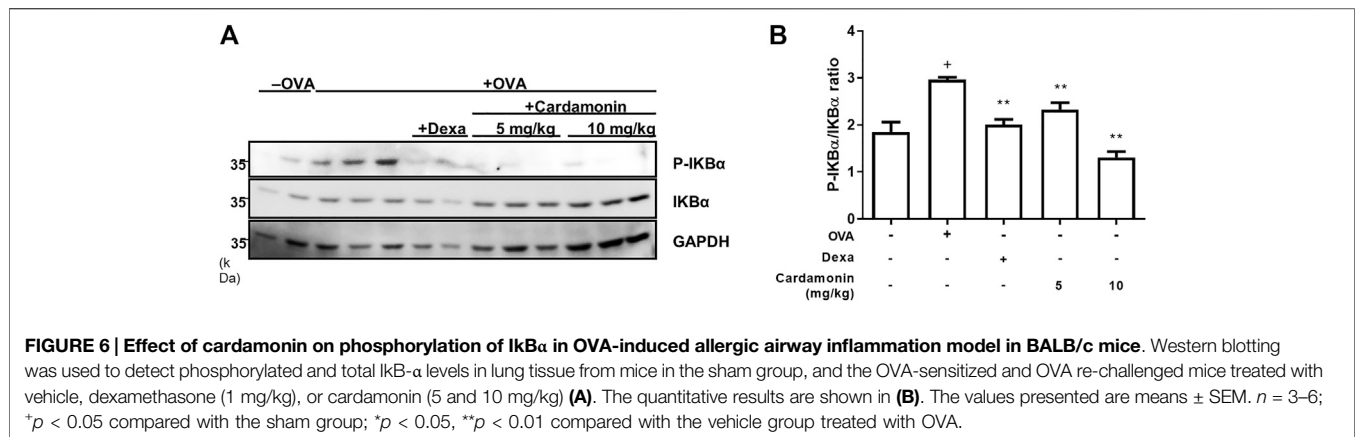 A
–OVA +OVA
+Cardamonin
+Dexa 5 mg/kg 10 mg/kg
35 P-IKBα
35 IKBα
35 GAPDH
(k
Da)
B
P-IKBα/IKBα ratio
4
3
2
1
0
+ ** ** **
OVA - + - - -
Dexa - - + - -
Cardamonin
(mg/kg) - - - 5 10
FIGURE 6 | Effect of cardamonin on phosphorylation of IkBα in OVA-induced allergic airway inflammation model in BALB/c mice. Western blotting
was used to detect phosphorylated and total IkB-α levels in lung tissue from mice in the sham group, and the OVA-sensitized and OVA re-challenged mice treated with
vehicle, dexamethasone (1 mg/kg), or cardamonin (5 and 10 mg/kg) (A). The quantitative results are shown in (B). The values presented are means ± SEM. n = 3–6;
+p < 0.05 compared with the sham group; *p < 0.05, **p < 0.01 compared with the vehicle group treated with OVA.